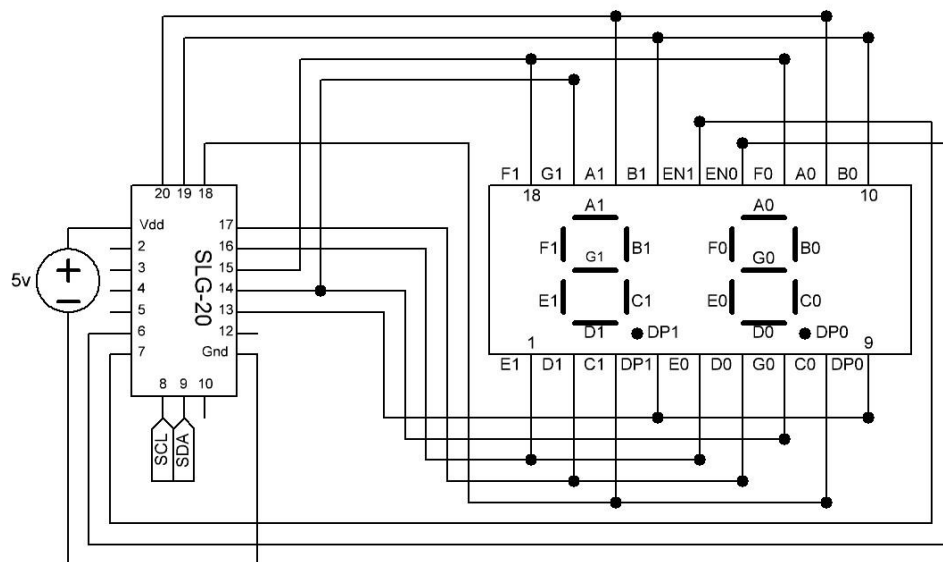 F1 G1 A1 B1 EN1 EN0 F0 A0 B0
20 19 18
18 10
A1 A0
Vdd 17
2 16
F1 B1 F0 B0
3 15
G1 G0
5v
SLG-20
4 14
E1 C1 E0 C0
5 13
6 12
D1 DP1 D0 DP0
7 Gnd
1 9
E1 D1 C1 DP1 E0 D0 G0 C0 DP0
8 9 10
SCL SDA